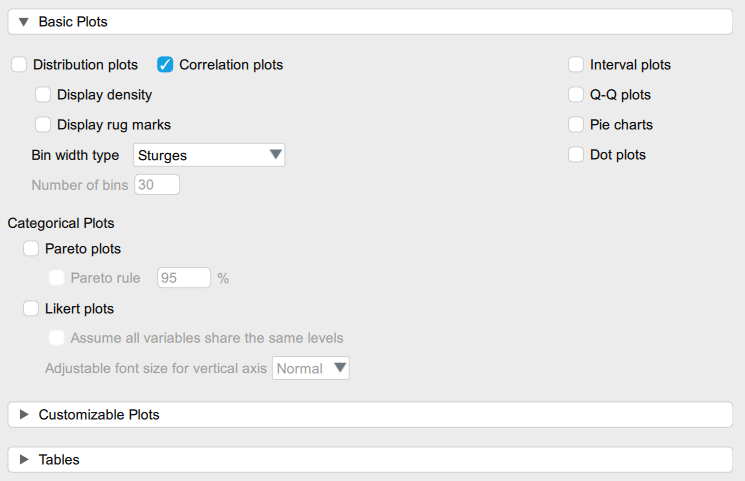 Basic Plots
Distribution plots Correlation plots Interval plots
Display density Q-Q plots
Display rug marks Pie charts
Bin width type Sturges Dot plots
Number of bins 30
Categorical Plots
Pareto plots
Pareto rule 95 %
Likert plots
Assume all variables share the same levels
Adjustable font size for vertical axis Normal
Customizable Plots
Tables